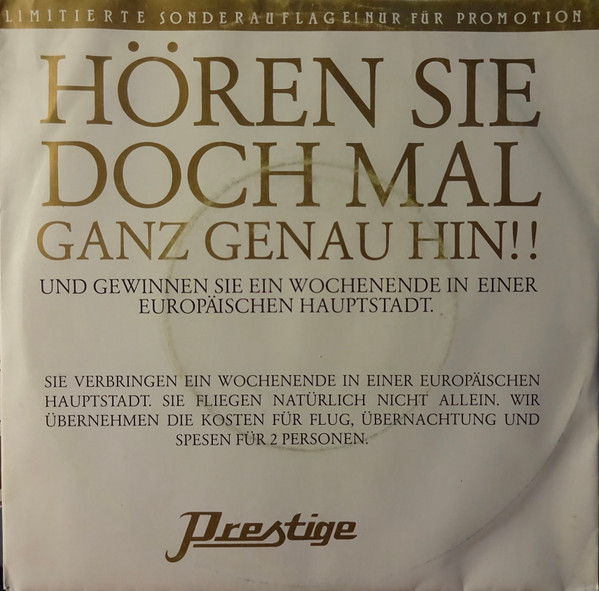 LIMITIERTE SONDERAUFLAGE! NUR FÜR PROMOTION
HÖREN SIE
DOCH MAL
GANZ GENAU HIN!!
UND GEWINNEN SIE EIN WOCHENENDE IN EINER
EUROPÄISCHEN HAUPTSTADT.
SIE VERBRINGEN EIN WOCHENENDE IN EINER EUROPÄISCHEN
HAUPTSTADT. SIE FLIEGEN NATÜRLICH NICHT ALLEIN. WIR
ÜBERNEHMEN DIE KOSTEN FÜR FLUG, ÜBERNACHTUNG UND
SPESEN FÜR 2 PERSONEN.
Prestige